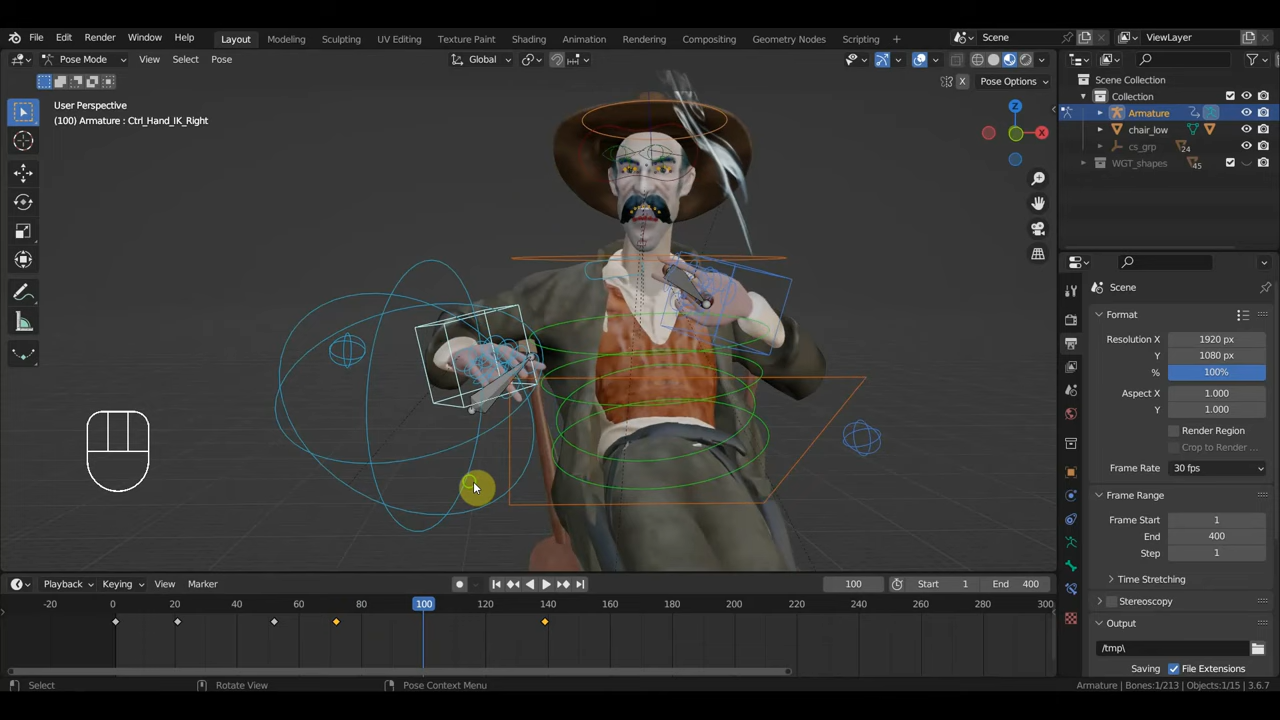 File Edit Render Window Help Layout Modeling Sculpting UV Editing Texture Paint Shading Animation Rendering Compositing Geometry Nodes Scripting + Scene ViewLayer
Pose Mode View Select Pose Global
X Pose Options
User Perspective
(100) Armature : Ctrl_Hand_IK_Right
Z
X
Scene Collection
Collection
Armature
chair_low
cs_grp 24
WGT_shapes 45
Scene
Format
Resolution X 1920 px
Y 1080 px
% 100%
Aspect X 1.000
Y 1.000
Render Region
Crop to Render ...
Frame Rate 30 fps
Frame Range
Frame Start 1
End 400
Step 1
Time Stretching
Stereoscopy
Output
/tmp\
Saving File Extensions
Playback Keying View Marker 100 Start 1 End 400
-20 0 20 40 60 80 100 120 140 160 180 200 220 240 260 280 300
Select Rotate View Pose Context Menu Armature | Bones:1/213 | Objects:1/15 | 3.6.7